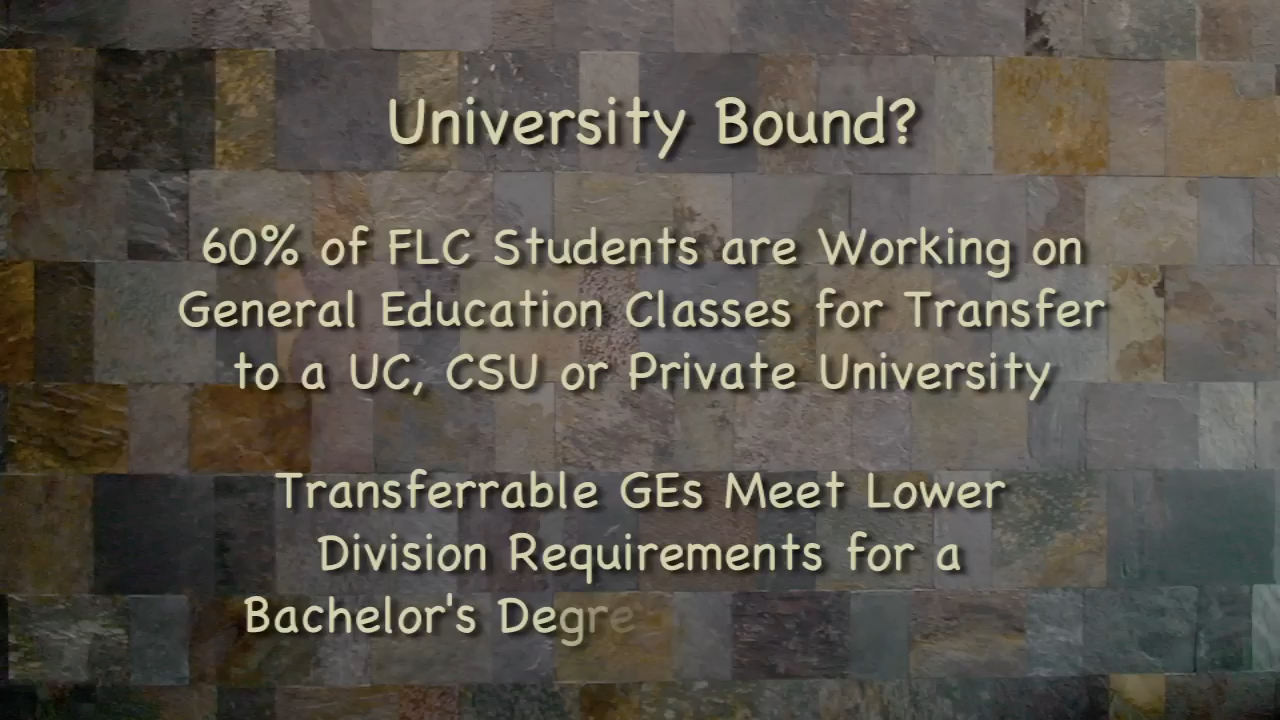 University Bound?
60% of FLC Students are Working on
General Education Classes for Transfer
to a UC, CSU or Private University
Transferrable GEs Meet Lower
Division Requirements for a
Bachelor's Degre